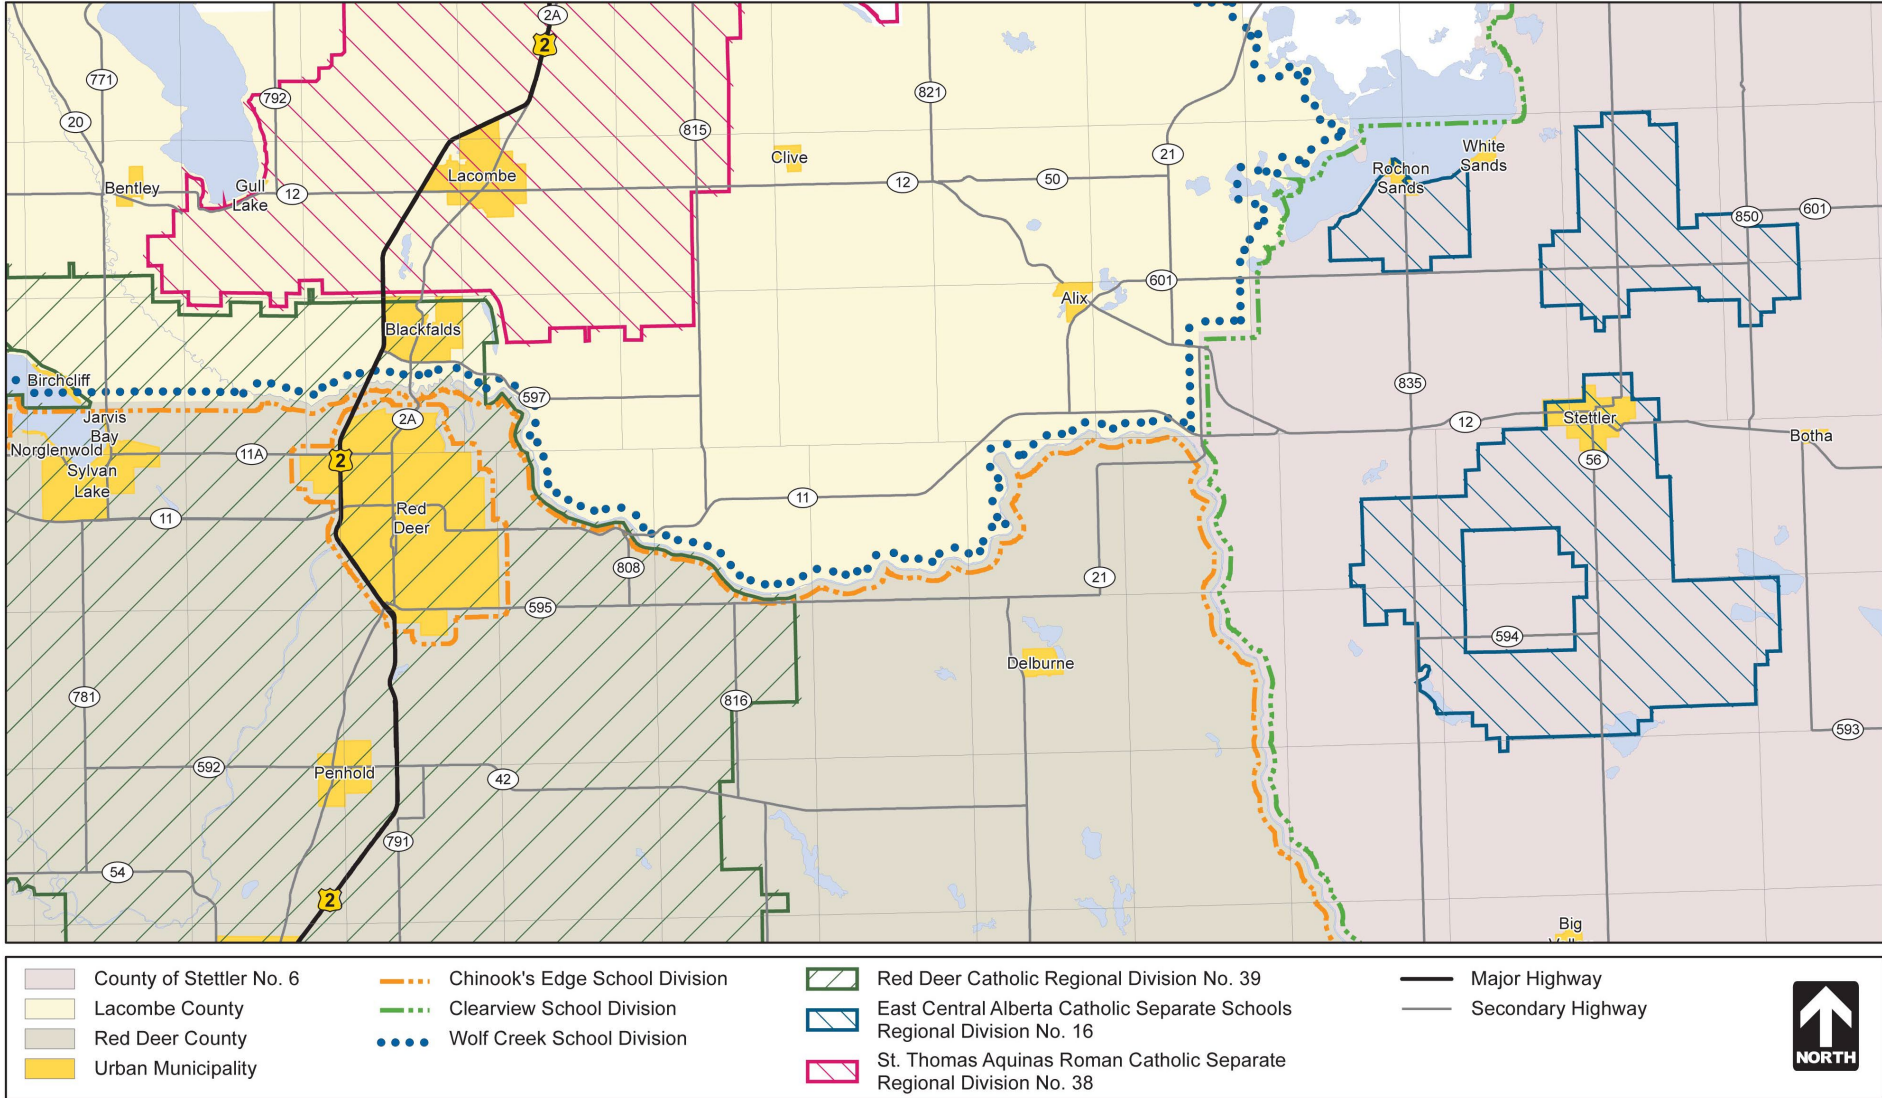 2A
2
771
792
821
20
815
Clive
21
White
Sands
Rochon
Sands
Bentley
Gull
Lake
12
Lacombe
12
50
850
601
601
Alix
Blackfalds
Birchcliff
597
835
Jarvis
Bay
2A
12
Stettler
Botha
Norglenwold
11A
2
56
Sylvan
Lake
11
Red
Deer
11
808
21
595
594
Delburne
781
816
593
592
Penhold
42
791
54
2
Big
County of Stettler No. 6
Lacombe County
Red Deer County
Urban Municipality
Chinook's Edge School Division
Clearview School Division
Wolf Creek School Division
Red Deer Catholic Regional Division No. 39
East Central Alberta Catholic Separate Schools
Regional Division No. 16
St. Thomas Aquinas Roman Catholic Separate
Regional Division No. 38
Major Highway
Secondary Highway
NORTH